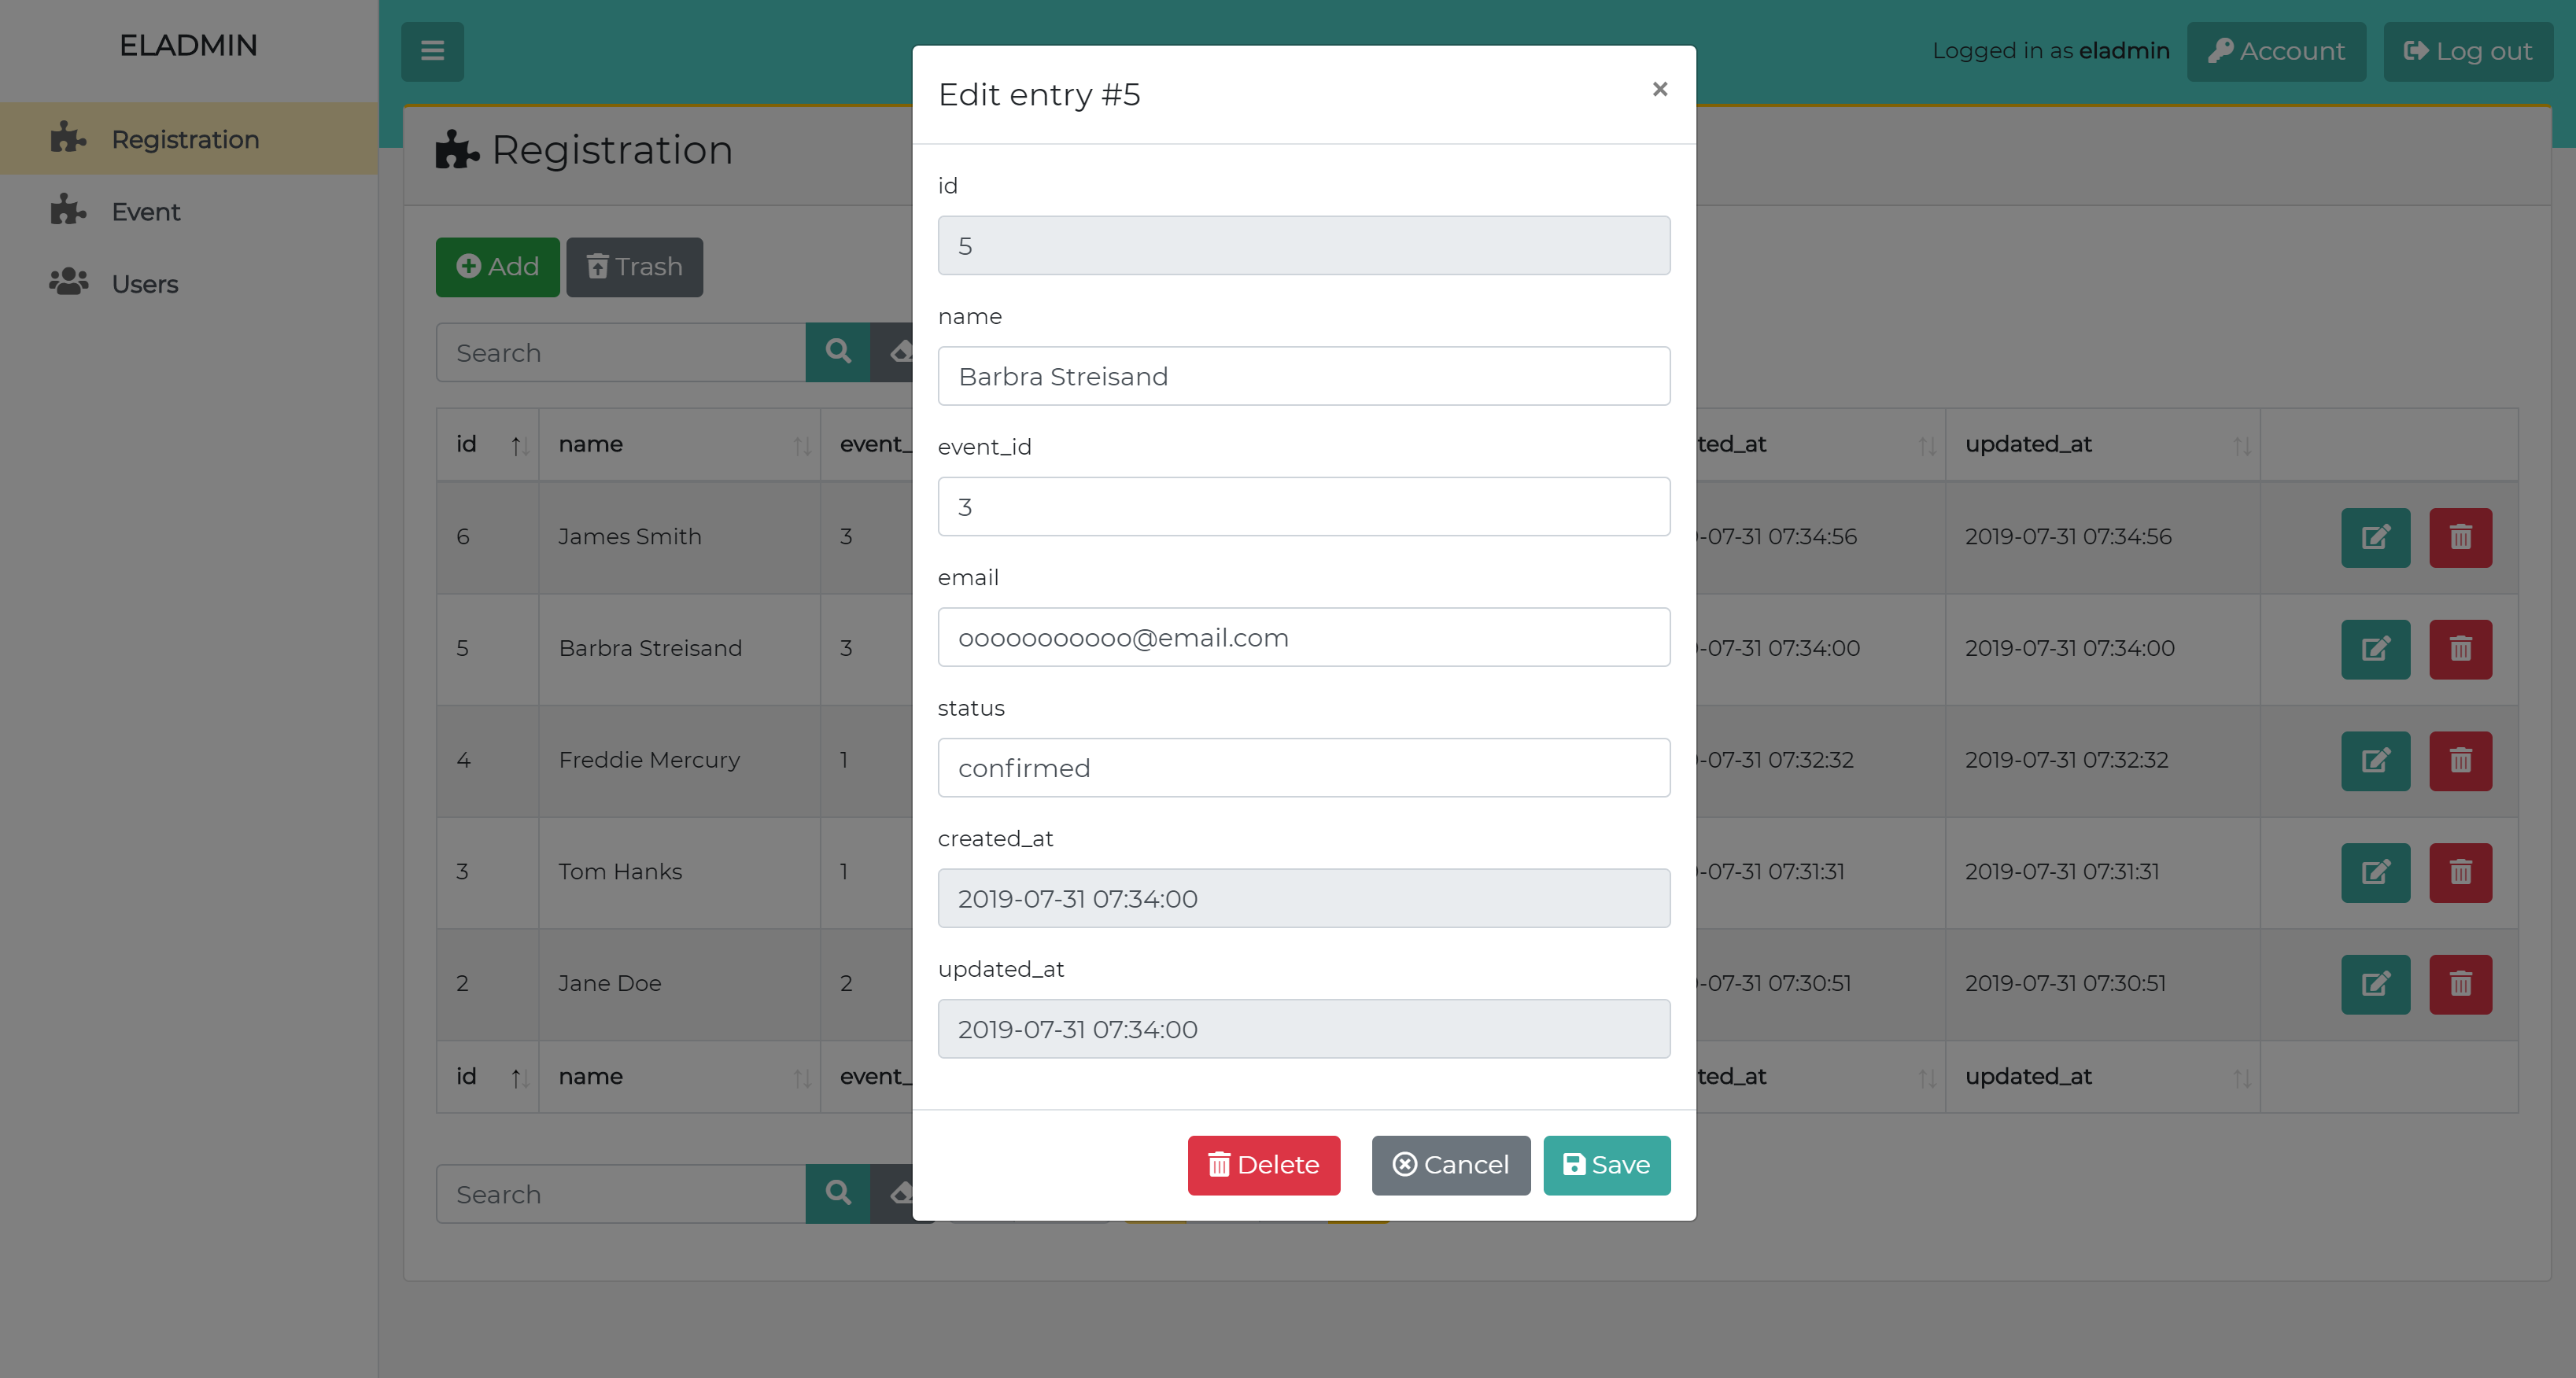 ELADMIN
Registration
Event
Users
Logged in as eladmin
Account
Log out
Registration
Add
Trash
Search
id name event_ ted_at updated_at
6 James Smith 3 -07-31 07:34:56 2019-07-31 07:34:56
5 Barbra Streisand 3 -07-31 07:34:00 2019-07-31 07:34:00
4 Freddie Mercury 1 -07-31 07:32:32 2019-07-31 07:32:32
3 Tom Hanks 1 -07-31 07:31:31 2019-07-31 07:31:31
2 Jane Doe 2 -07-31 07:30:51 2019-07-31 07:30:51
id name event_ ted_at updated_at
Search
Edit entry #5
×
id
5
name
Barbra Streisand
event_id
3
email
ooooooooooo@email.com
status
confirmed
created_at
2019-07-31 07:34:00
updated_at
2019-07-31 07:34:00
Delete
Cancel
Save